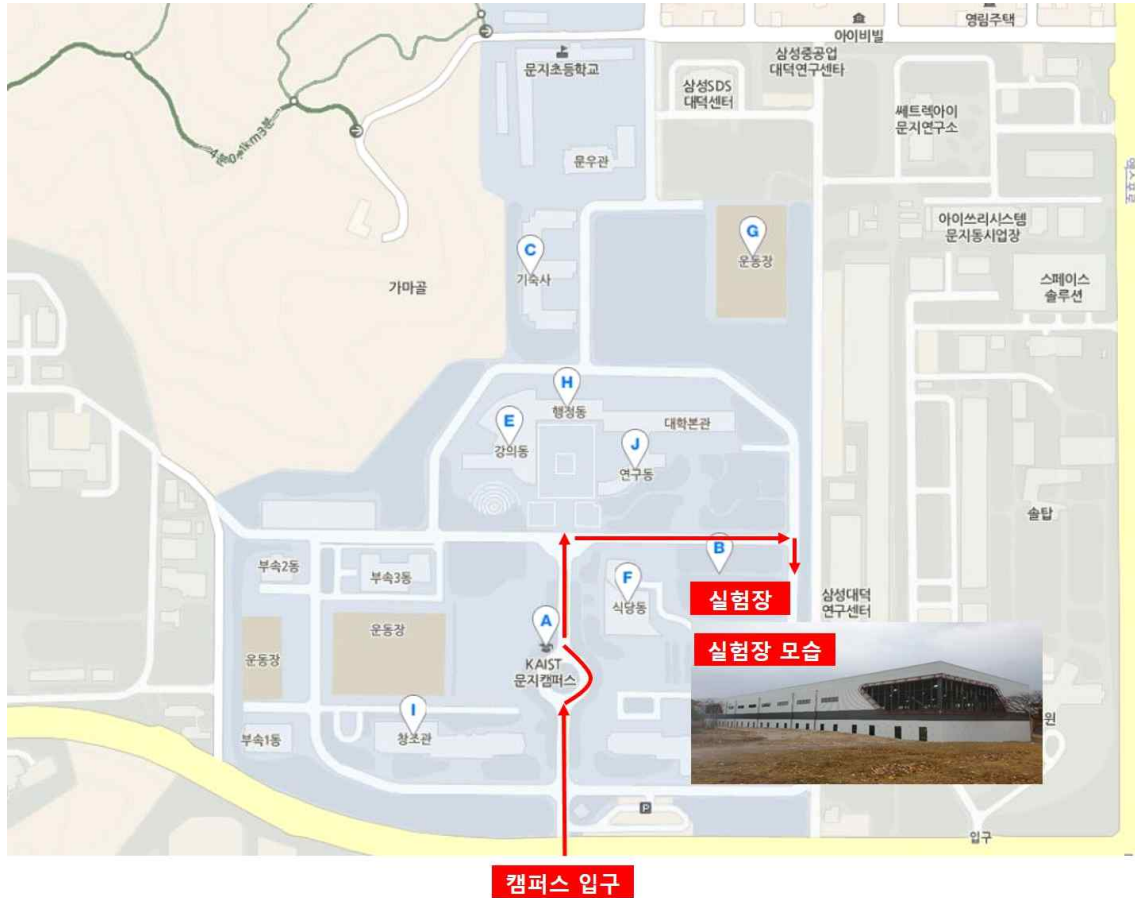 영림주택
아이비빌
문지초등학교
삼성중공업
대덕연구센타
삼성SDS
대덕센터
쎄트렉아이
문지연구소
문우관
엑스포로
G
아이쓰리시스템
문지동시업장
C
운동장
기숙사
스페이스
솔루션
가마골
H
행정동
E
대학본관
강의동
J
연구동
솔탑
B
부속2동
부속3동
F
식당동
실험장
삼성대덕
연구센터
A
운동장
실험장 모습
운동장
KAIST
문지캠퍼스
I
원
부속1동
창조관
P
입구
캠퍼스 입구